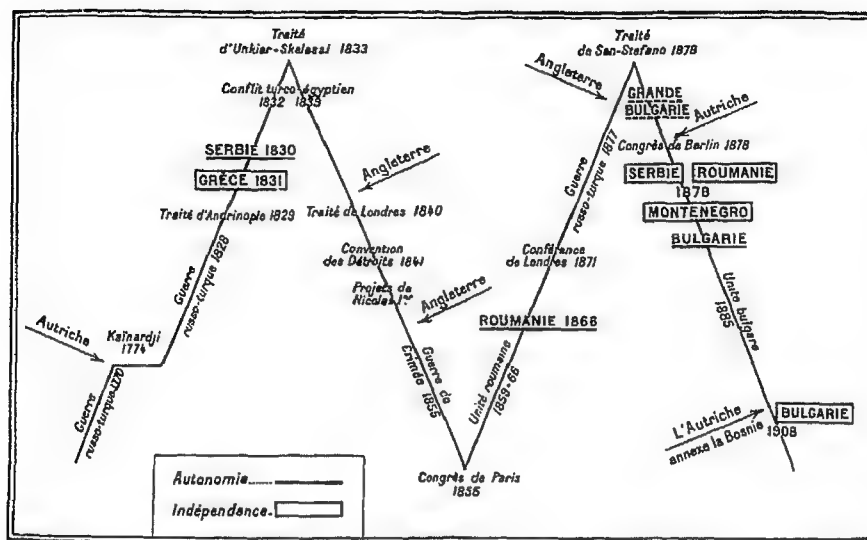 Traité
d'Unkiar-Skelessi 1833
Conflit turco-égyptien
1832 1833
SERBIE 1830
GRÈCE 1831
Traité d'Andrinople 1829
Guerre
russo-turque 1828
Autriche
Kaïnardji
1774
Guerre
russo-turque 1770
Angleterre
Traité de Londres 1840
Convention
des Détroits 1841
Projets de
Nicolas 1er
Angleterre
Guerre de
Crimée 1855
Congrès de Paris
1856
Unité roumaine
1859-66
ROUMANIE 1866
Conférence
de Londres 1871
Guerre
russo-turque 1877
Angleterre
Traité
de San-Stefano 1878
GRANDE
BULGARIE
Autriche
Congrès de Berlin 1878
SERBIE ROUMANIE
1878
MONTENEGRO
BULGARIE
Unité bulgare
1885
L'Autriche
annexe la Bosnie
1908
BULGARIE
Autonomie
Indépendance